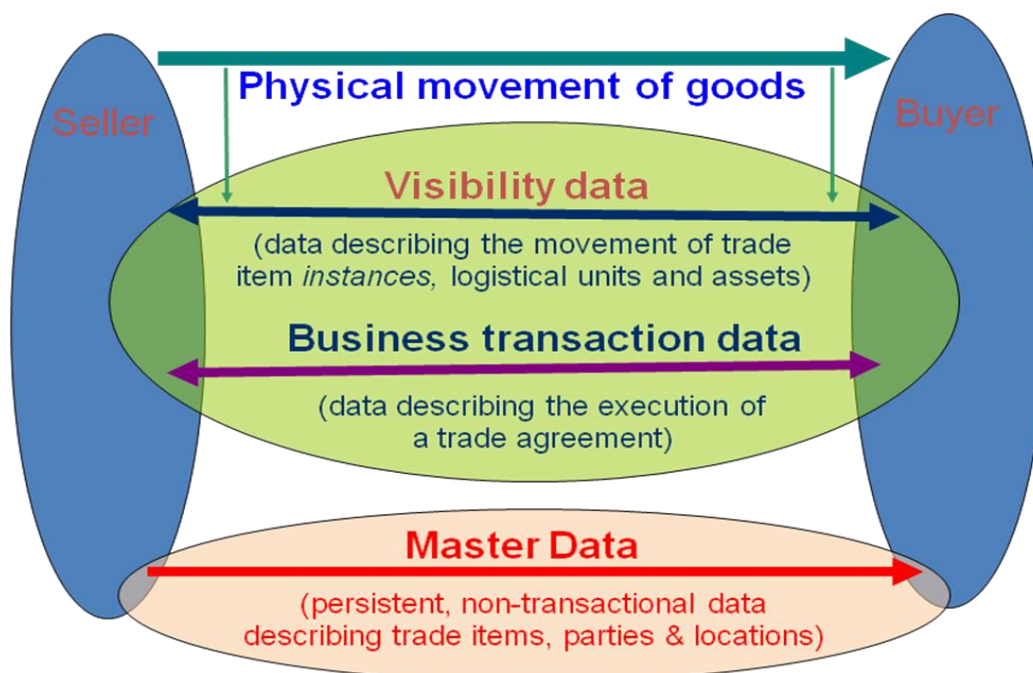 Physical movement of goods
Seller
Buyer
Visibility data
(data describing the movement of trade
item instances, logistical units and assets)
Business transaction data
(data describing the execution of
a trade agreement)
Master Data
(persistent, non-transactional data
describing trade items, parties & locations)